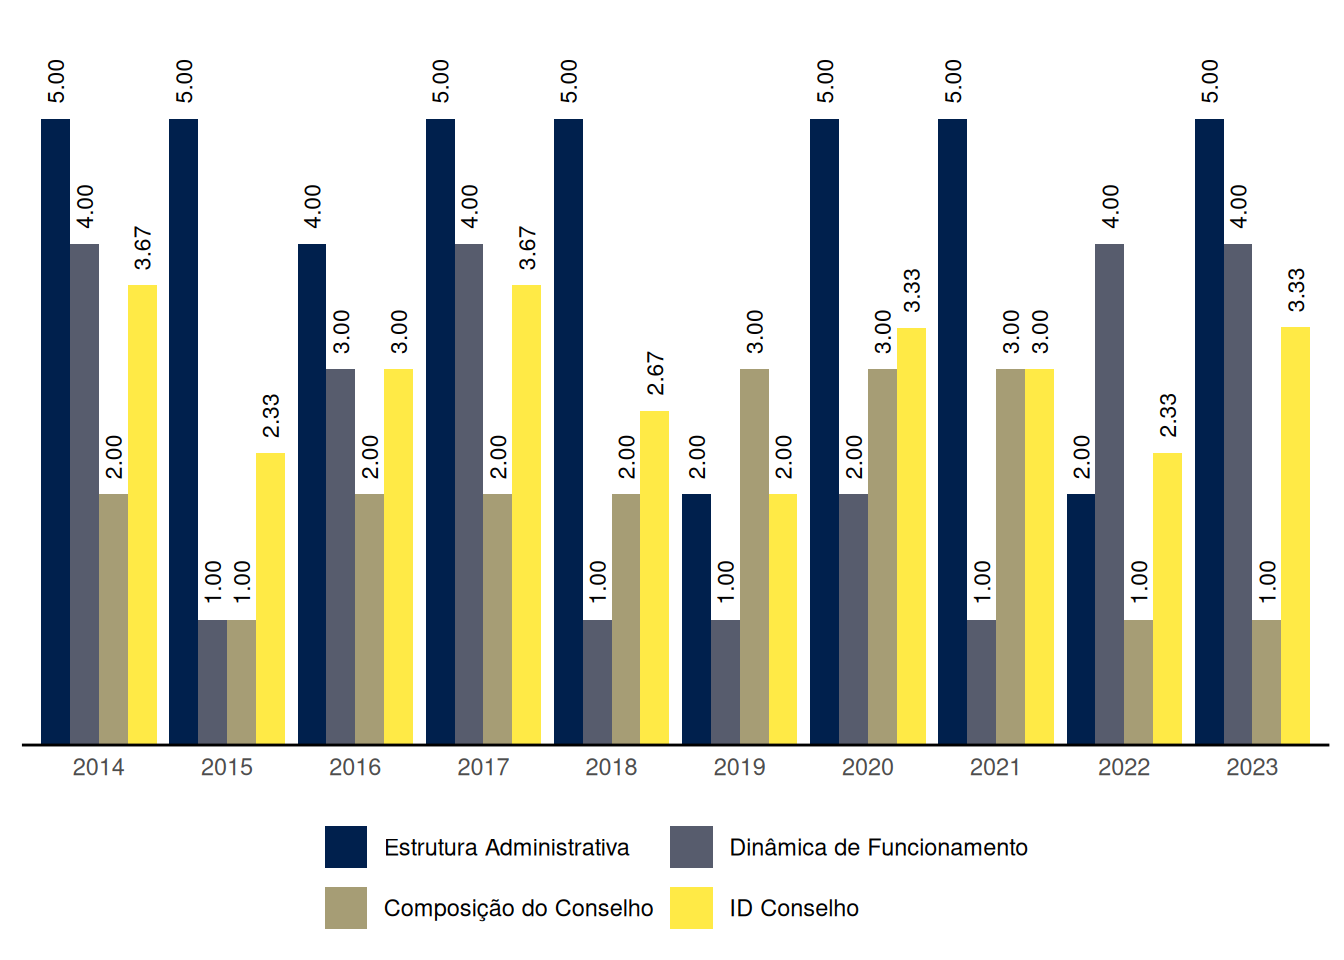 5.00 4.00 2.00 3.67
5.00 1.00 1.00 2.33
4.00 3.00 2.00 3.00
5.00 4.00 2.00 3.67
5.00 1.00 2.00 2.67
2.00 1.00 3.00 2.00
5.00 2.00 3.00 3.33
5.00 1.00 3.00 3.00
2.00 4.00 1.00 2.33
5.00 4.00 1.00 3.33
2014 2015 2016 2017 2018 2019 2020 2021 2022 2023
Estrutura Administrativa Dinâmica de Funcionamento
Composição do Conselho ID Conselho